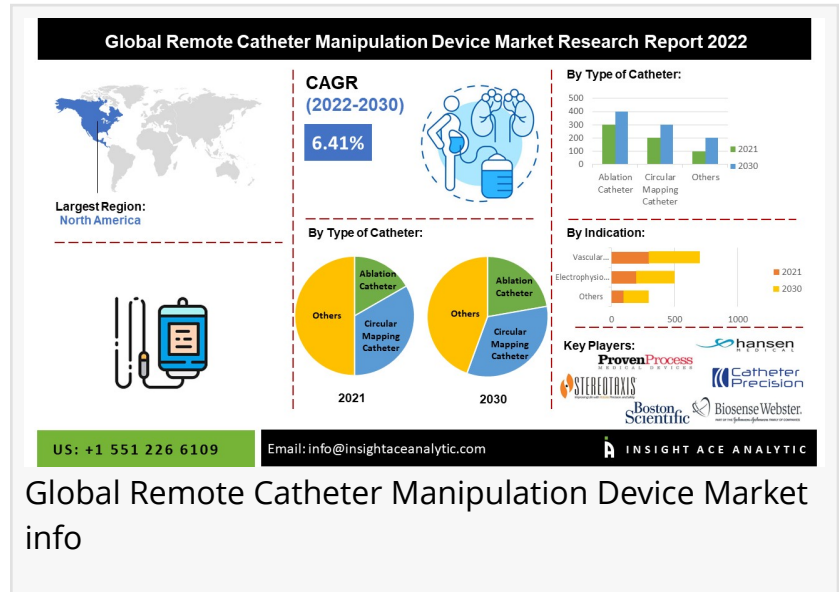 Global Remote Catheter Manipulation Device Market Research Report 2022
Largest Region:
North America
CAGR
(2022-2030)
6.41%
By Type of Catheter:
500
400
300
200
100
0
Ablation
Catheter
Circular
Mapping
Catheter
Others
2021
2030
By Type of Catheter:
Ablation
Catheter
Circular
Mapping
Catheter
Others
2021
Ablation
Catheter
Circular
Mapping
Catheter
Others
2030
By Indication:
Vascular...
Electrophysio...
Others
0
500
1000
2021
2030
Key Players:
hansen
MEDICAL
ProvenProcess
MEDICAL DEVICES
STEREOTAXIS
Catheter
Precision
Boston
Scientific
Biosense Webster.
US: +1 551 226 6109
Email: info@insightaceanalytic.com
INSIGHT ACE ANALYTIC
Global Remote Catheter Manipulation Device Market
info